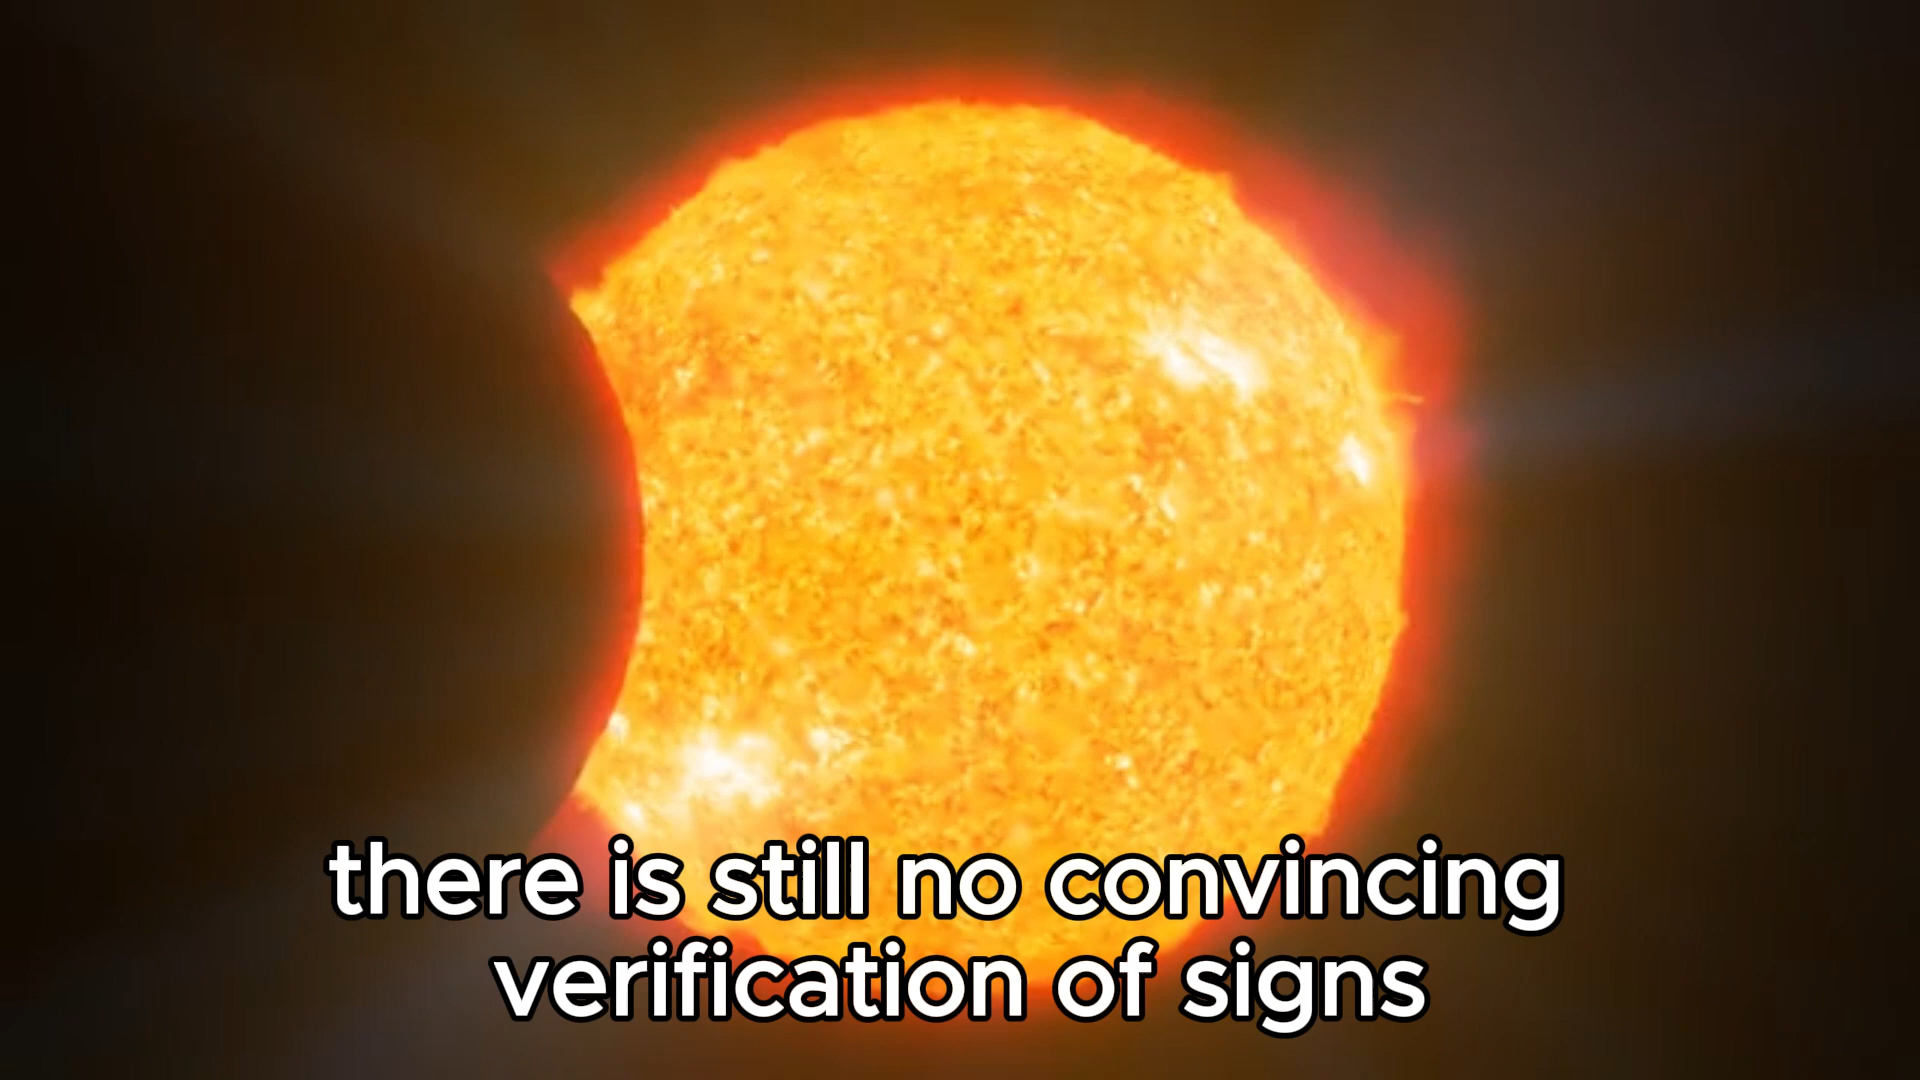 there is still no convincing
verification of signs